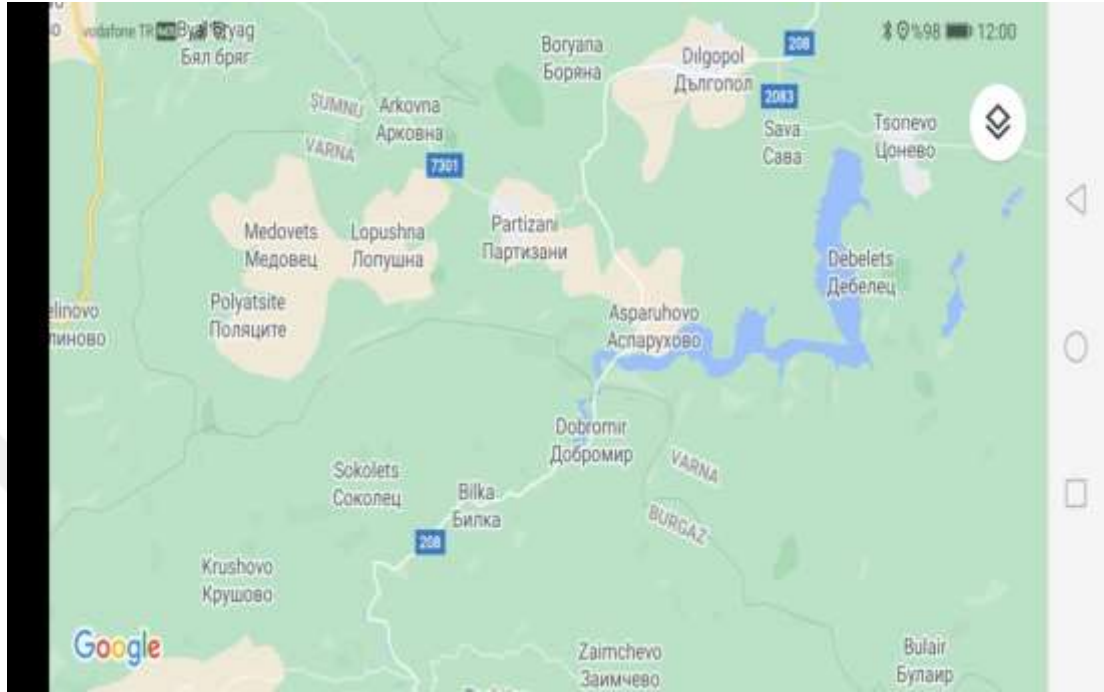 vodafone TR
%98 12:00
Byal Bryag
Бял бряг
Boryana
Боряна
Dilgopol
Дългопол
208
2083
ŞUMNU
VARNA
Arkovna
Арковна
7301
Sava
Сава
Tsonevo
Цонево
Medovets
Медовец
Lopushna
Лопушна
Partizani
Партизани
Debelets
Дебелец
Polyatsite
Поляците
elinovo
линово
Asparuhovo
Аспарухово
Dobromir
Добромир
VARNA
BURGAZ
Sokolets
Соколец
Bilka
Билка
208
Krushovo
Крушово
Google
Zaimchevo
Заимчево
Bulair
Булаир